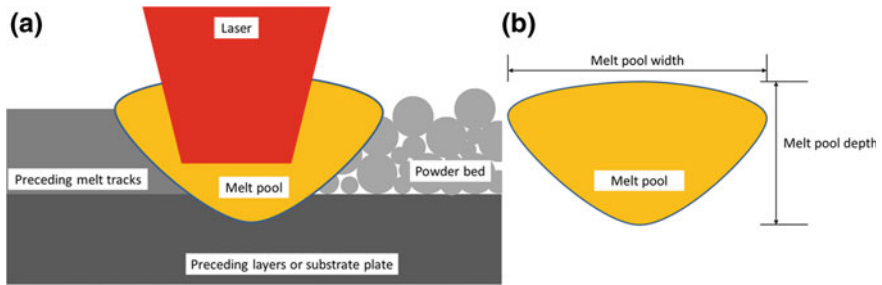 (a)
Laser
Preceding melt tracks
Melt pool
Powder bed
Preceding layers or substrate plate
(b)
Melt pool width
Melt pool depth
Melt pool